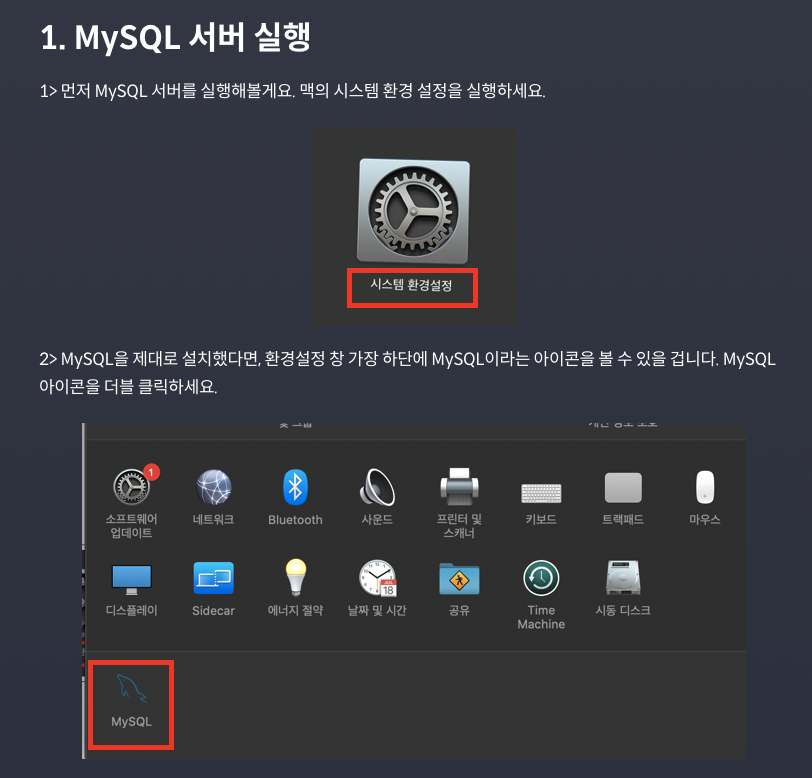 1. MySQL 서버 실행
1> 먼저 MySQL 서버를 실행해볼게요. 맥의 시스템 환경 설정을 실행하세요.
시스템 환경설정
2> MySQL을 제대로 설치했다면, 환경설정 창 가장 하단에 MySQL이라는 아이콘을 볼 수 있을 겁니다. MySQL
아이콘을 더블 클릭하세요.
1
소프트웨어 네트워크 Bluetooth 사운드 프린터 및 키보드 트랙패드 마우스
업데이트 스캐너
JUL
18
디스플레이 Sidecar 에너지 절약 날짜 및 시간 공유 Time 시동 디스크
Machine
MySQL